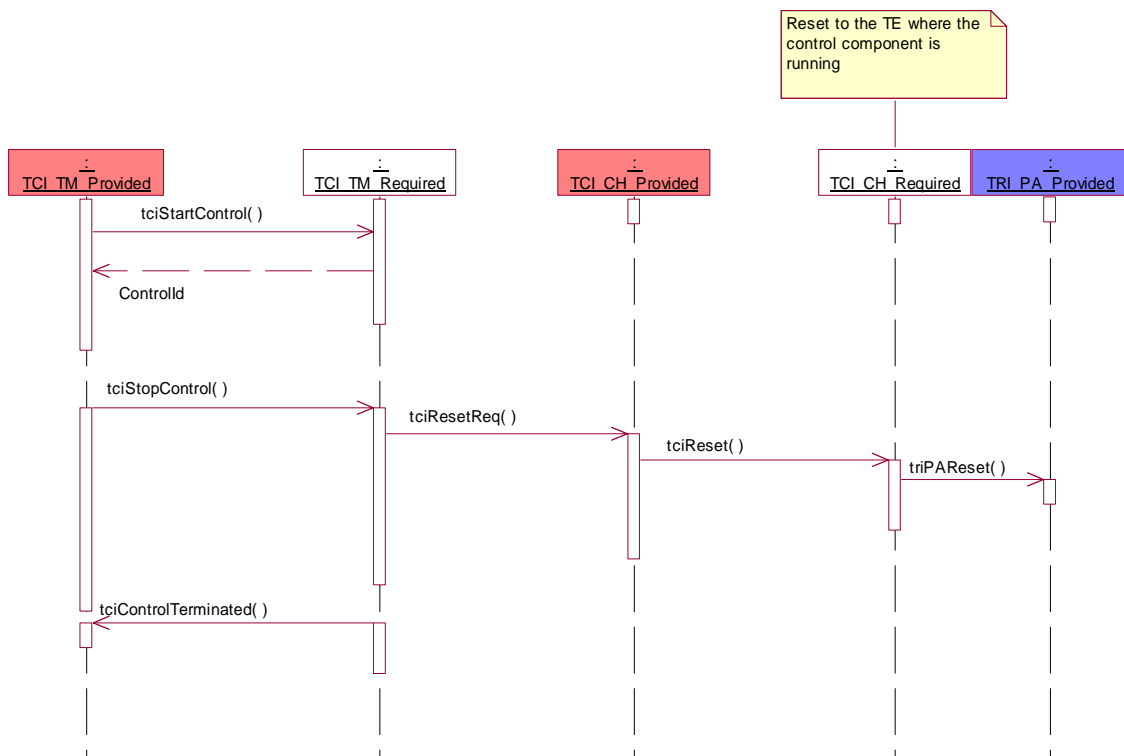 Reset to the TE where the
control component is
running
:
TCI_TM_Provided
:
TCI_TM_Required
:
TCI_CH_Provided
:
TCI_CH_Required
:
TRI_PA_Provided
tciStartControl( )
ControlId
tciStopControl( )
tciResetReq( )
tciReset( )
triPAReset( )
tciControlTerminated( )